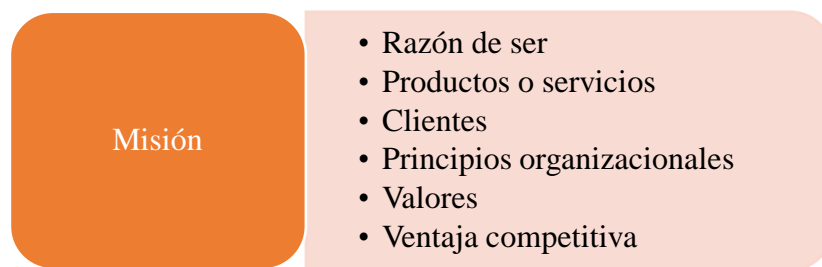 Misión
• Razón de ser
• Productos o servicios
• Clientes
• Principios organizacionales
• Valores
• Ventaja competitiva